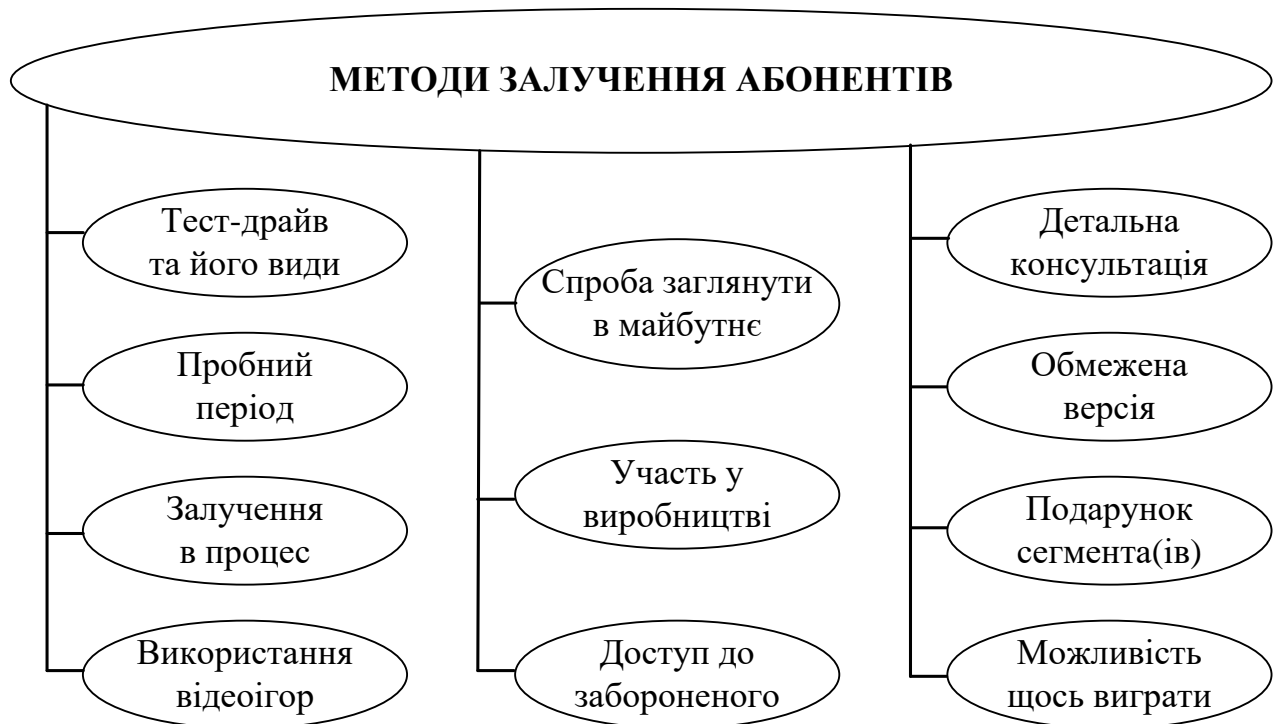 МЕТОДИ ЗАЛУЧЕННЯ АБОНЕНТІВ
Тест-драйв
та його види
Пробний
період
Залучення
в процес
Використання
відеоігор
Спроба заглянути
в майбутнє
Участь у
виробництві
Доступ до
забороненого
Детальна
консультація
Обмежена
версія
Подарунок
сегмента(ів)
Можливість
щось виграти